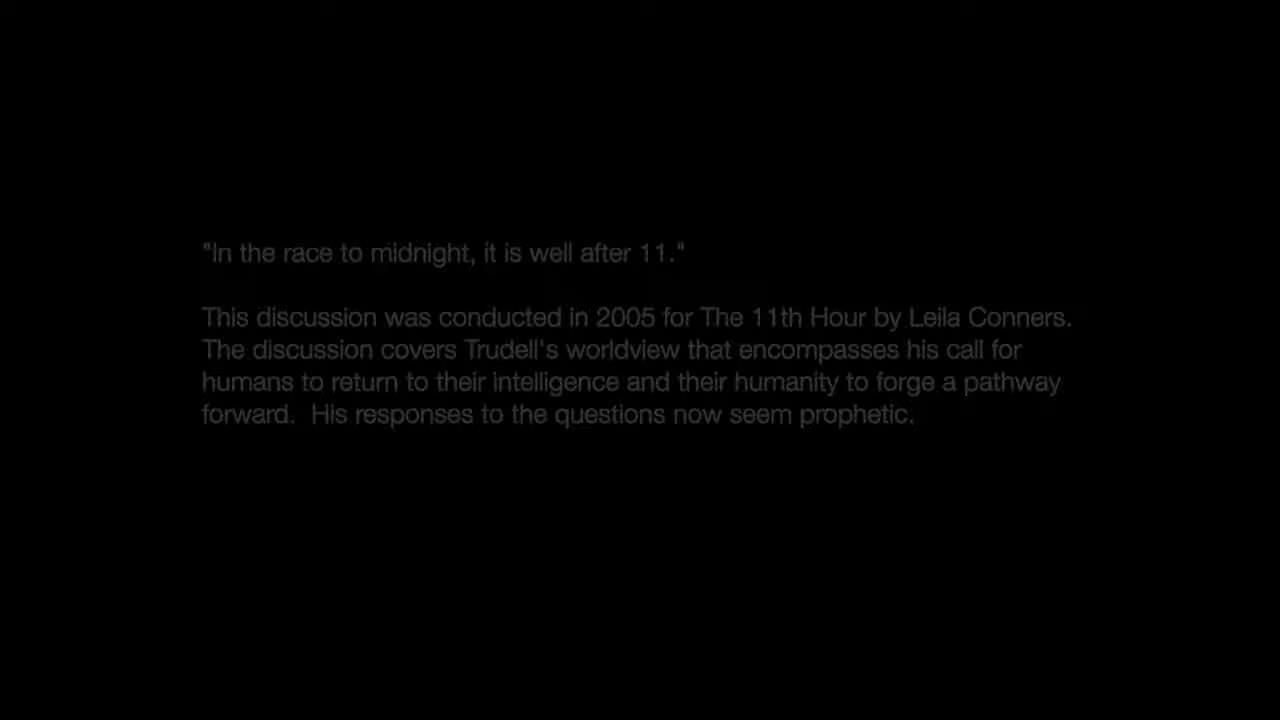 "In the race to midnight, it is well after 11."
This discussion was conducted in 2005 for The 11th Hour by Leila Conners.
The discussion covers Trudell's worldview that encompasses his call for
humans to return to their intelligence and their humanity to forge a pathway
forward.  His responses to the questions now seem prophetic.